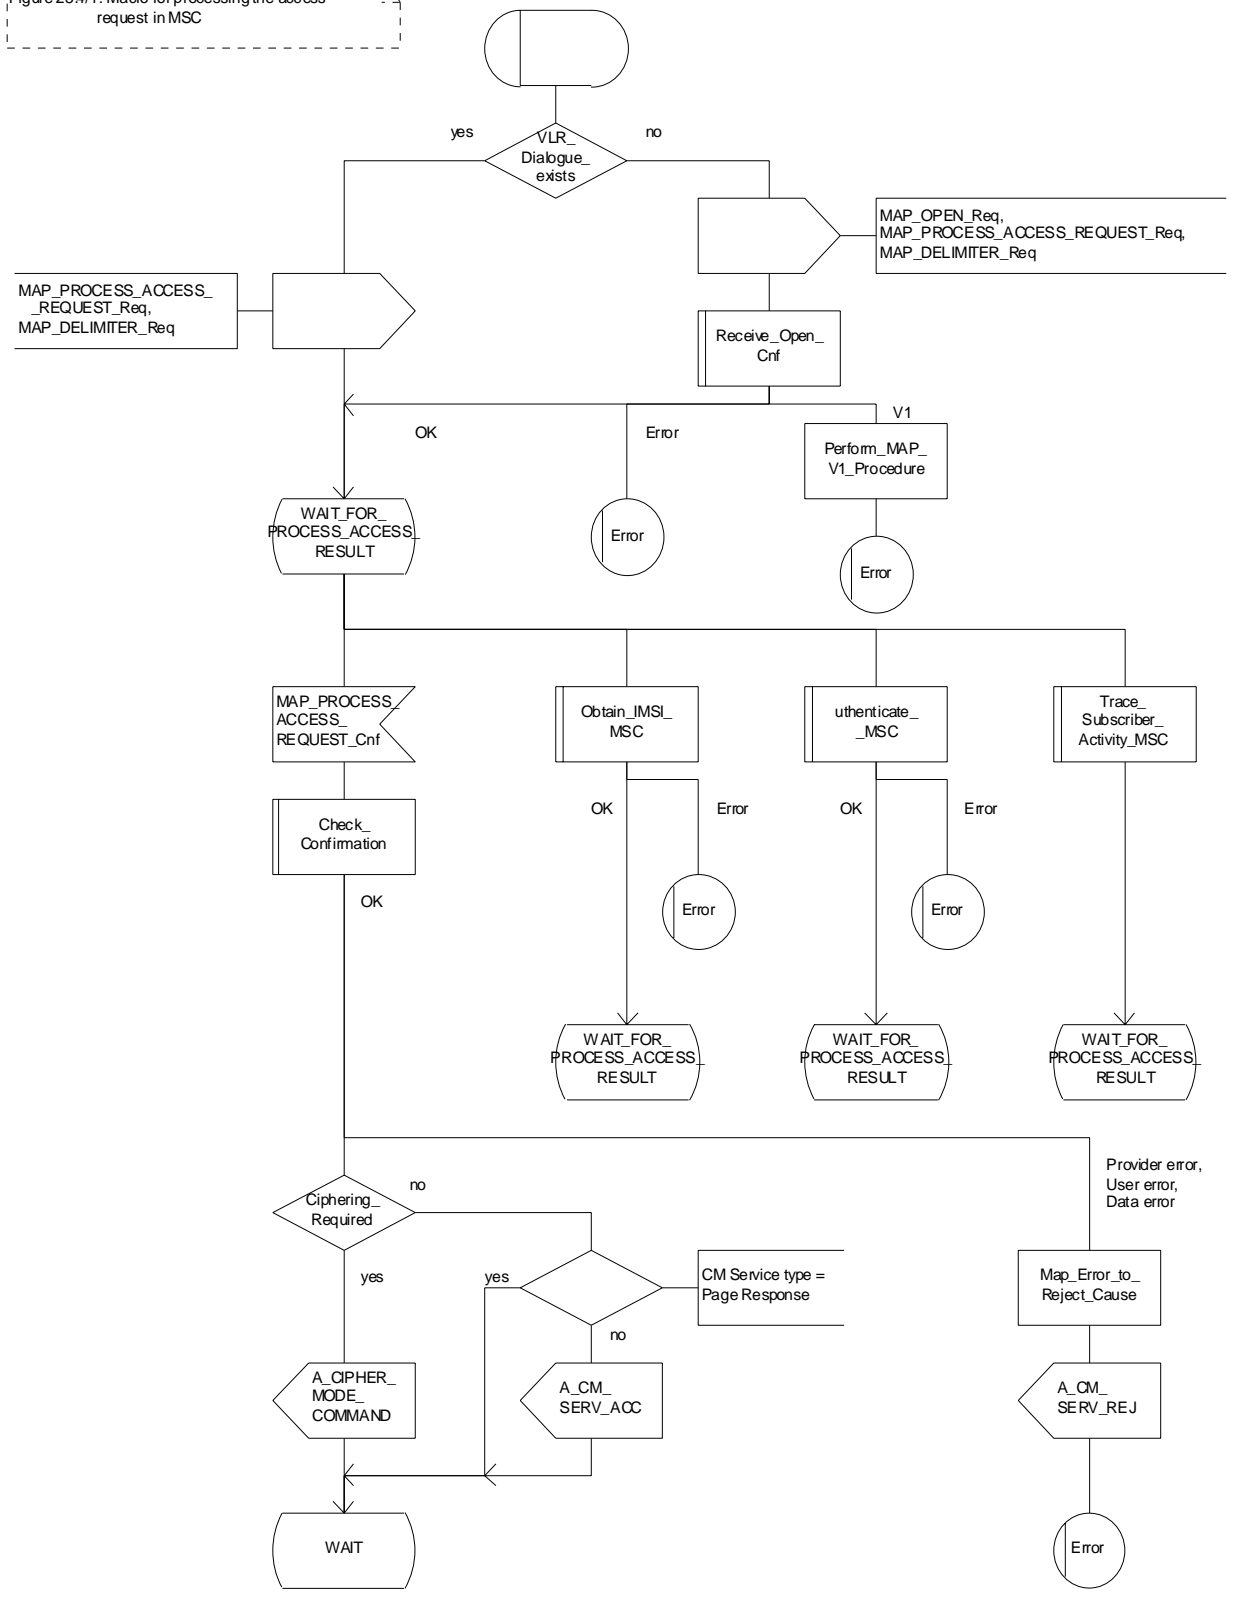 request in MSC
yes
VLR_
Dialogue_
exists
no
MAP_OPEN_Req,
MAP_PROCESS_ACCESS_REQUEST_Req,
MAP_DELIMITER_Req
MAP_PROCESS_ACCESS_
_REQUEST_Req,
MAP_DELIMITER_Req
Receive_Open_
Cnf
OK
Error
V1
Perform_MAP_
V1_Procedure
WAIT_FOR_
PROCESS_ACCESS_
RESULT
Error
Error
MAP_PROCESS_
ACCESS_
REQUEST_Cnf
Obtain_IMSI_
MSC
uthenticate_
_MSC
Trace_
Subscriber_
Activity_MSC
OK
Error
OK
Error
Check_
Confirmation
OK
Error
Error
WAIT_FOR_
PROCESS_ACCESS_
RESULT
WAIT_FOR_
PROCESS_ACCESS_
RESULT
WAIT_FOR_
PROCESS_ACCESS_
RESULT
Provider error,
User error,
Data error
Ciphering_
Required
no
yes
yes
CM Service type =
Page Response
no
Map_Error_to_
Reject_Cause
A_CIPHER_
MODE_
COMMAND
A_CM_
SERV_ACC
A_CM_
SERV_REJ
WAIT
Error